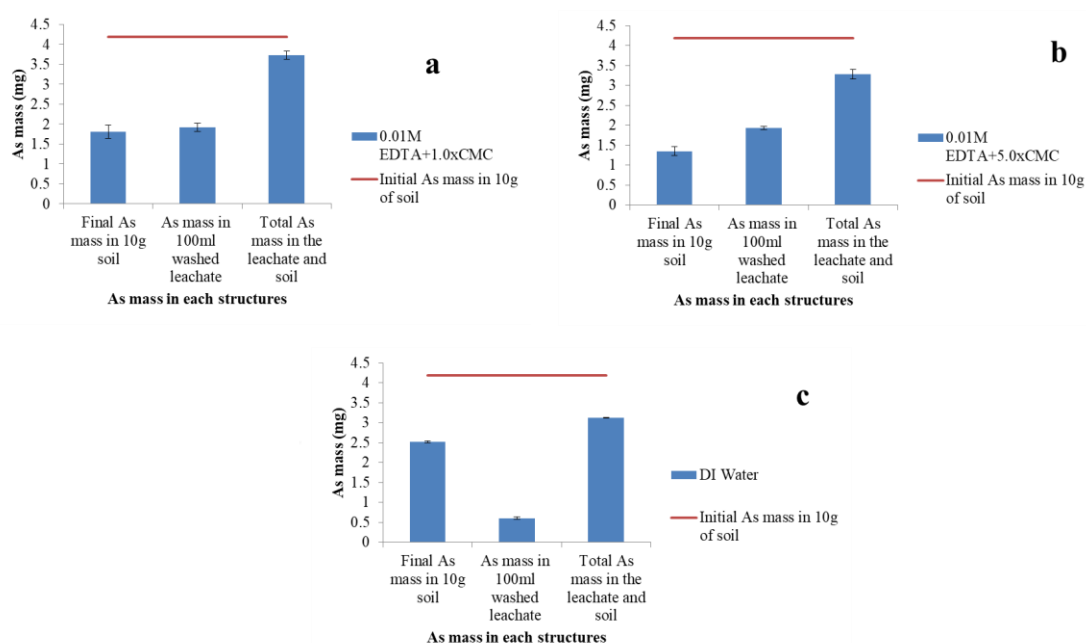 4.5
4
3.5
3
2.5
2
1.5
1
0.5
0
As mass (mg)
Final As
mass in 10g
soil
As mass in
100ml
washed
leachate
Total As
mass in the
leachate and
soil
As mass in each structures
a
0.01M
EDTA+1.0xCMC
Initial As mass in 10g
of soil
4.5
4
3.5
3
2.5
2
1.5
1
0.5
0
As mass (mg)
Final As
mass in 10g
soil
As mass in
100ml
washed
leachate
Total As
mass in the
leachate and
soil
As mass in each structures
b
0.01M
EDTA+5.0xCMC
Initial As mass in 10g
of soil
4.5
4
3.5
3
2.5
2
1.5
1
0.5
0
As mass (mg)
Final As
mass in 10g
soil
As mass in
100ml
washed
leachate
Total As
mass in the
leachate and
soil
As mass in each structures
c
DI Water
Initial As mass in 10g
of soil